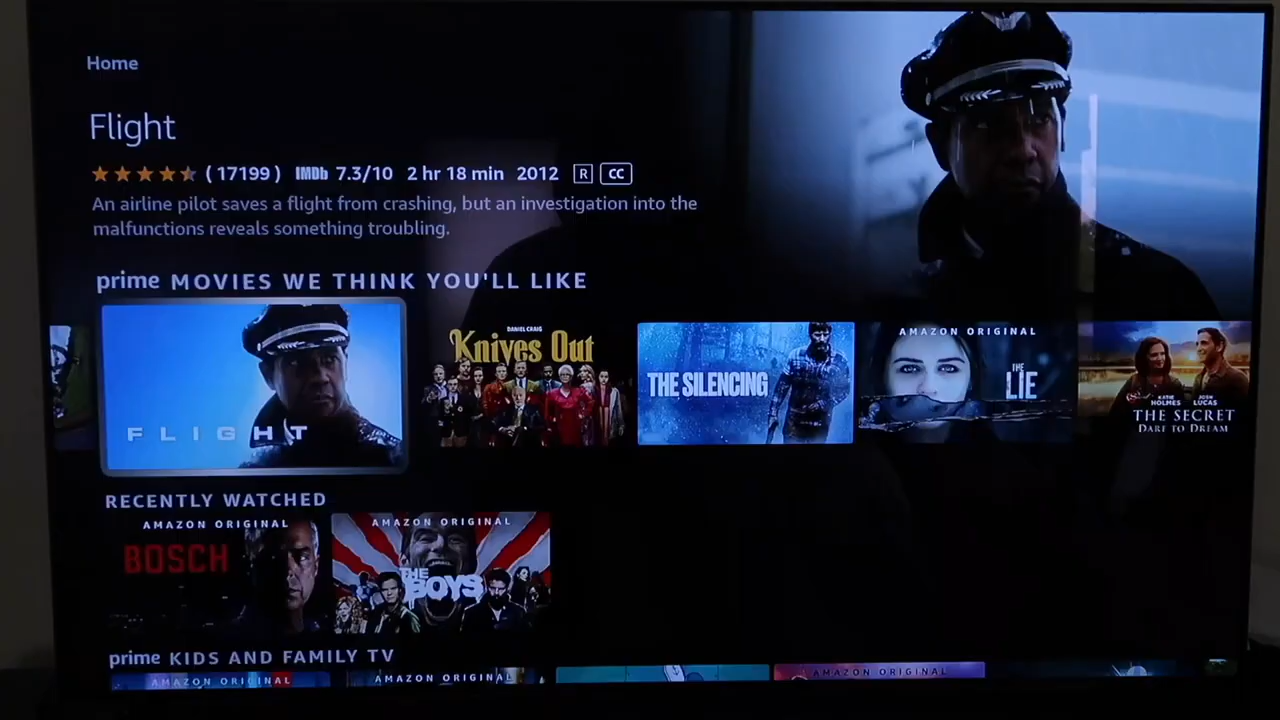 Home
Flight
( 17199 ) IMDb 7.3/10 2 hr 18 min 2012 R CC
An airline pilot saves a flight from crashing, but an investigation into the
malfunctions reveals something troubling.
prime MOVIES WE THINK YOU'LL LIKE
FLIGHT
DANIEL CRAIG
Knives Out
THE SILENCING
AMAZON ORIGINAL
THE
LIE
KATIE HOLMES JOSH LUCAS
THE SECRET
DARE TO DREAM
RECENTLY WATCHED
AMAZON ORIGINAL
BOSCH
AMAZON ORIGINAL
THE
BOYS
prime KIDS AND FAMILY TV
AMAZON ORIGINAL
AMAZON ORIGINAL
AMAZON ORIGINAL